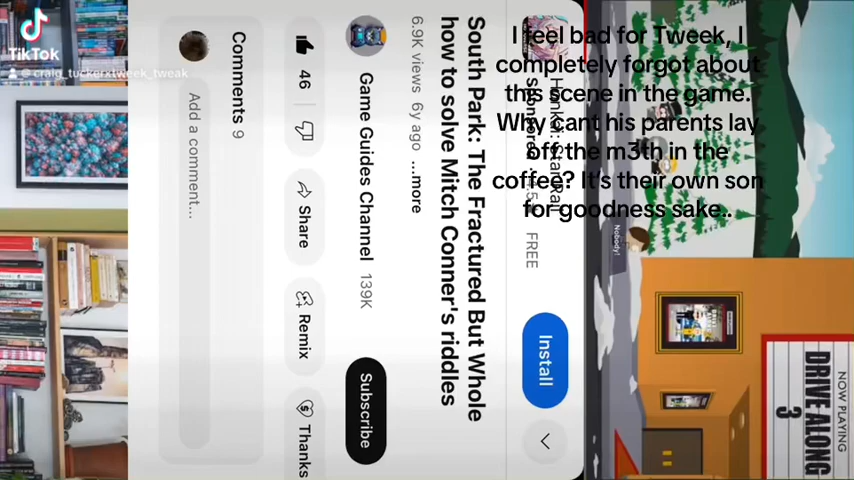 TikTok
@ craig_tuckerxtweek_tweak
I feel bad for Tweek, I
completely forgot about
this scene in the game.
Why cant his parents lay
off the m3th in the
coffee? It's their own son
for goodness sake..
Sponsored
FREE
Install
South Park: The Fractured But Whole
how to solve Mitch Conner's riddles
6.9K views 6y ago ...more
Game Guides Channel 139K
Subscribe
46
Share
Remix
Thanks
Comments 9
Add a comment...
Nobody!
NOW PLAYING
DRIVE ALONG
3